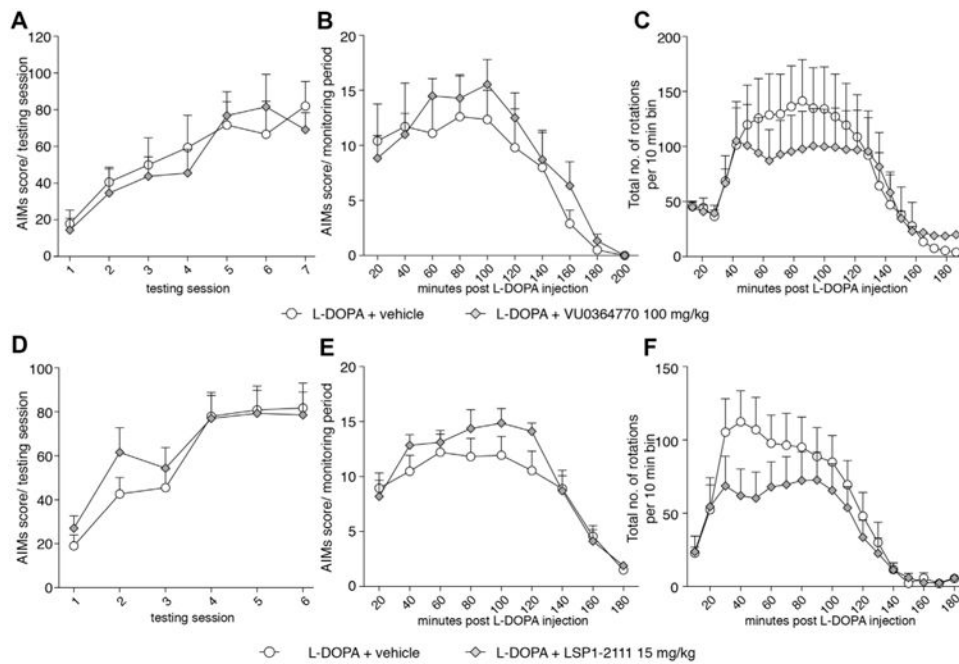 A
AIMs score/ testing session
120
100
80
60
40
20
0
1 2 3 4 5 6 7
testing session
B
AIMs score/ monitoring period
20
15
10
5
0
20 40 60 80 100 120 140 160 180 200
minutes post L-DOPA injection
C
Total no. of rotations
per 10 min bin
200
150
100
50
0
20 40 60 80 100 120 140 160 180
minutes post L-DOPA injection
L-DOPA + vehicle
L-DOPA + VU0364770 100 mg/kg
D
AIMs score/ testing session
100
80
60
40
20
0
1 2 3 4 5 6
testing session
E
AIMs score/ monitoring period
20
15
10
5
0
20 40 60 80 100 120 140 160 180
minutes post L-DOPA injection
F
Total no. of rotations
per 10 min bin
150
100
50
0
20 40 60 80 100 120 140 160 180
minutes post L-DOPA injection
L-DOPA + vehicle
L-DOPA + LSP1-2111 15 mg/kg